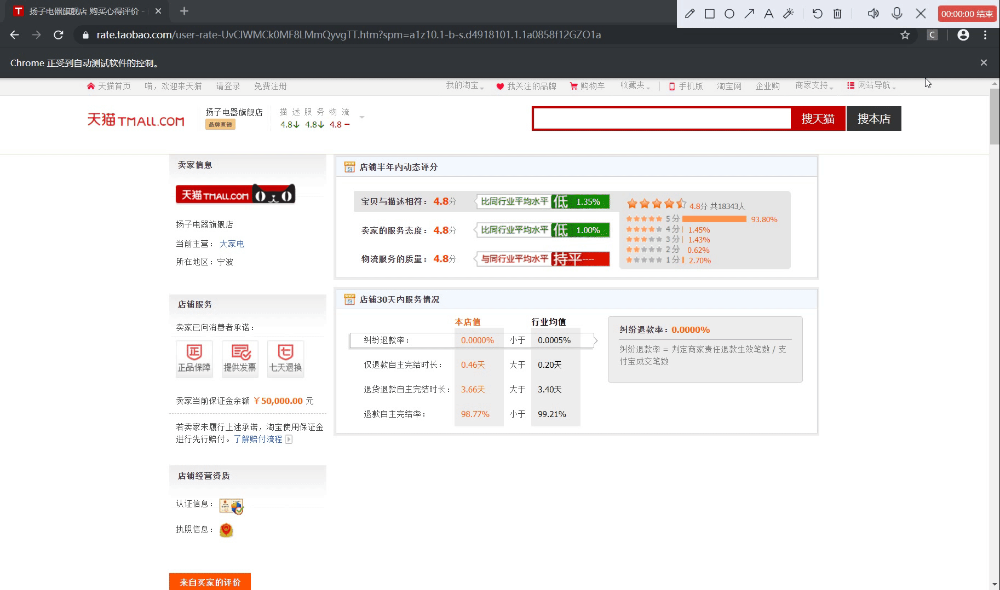 扬子电器旗舰店 购买心得评价 -
00:00:00 结束
rate.taobao.com/user-rate-UvCIWMCk0MF8LMmQyvgTT.htm?spm=a1z10.1-b-s.d4918101.1.1a0858f12GZO1a
Chrome 正受到自动测试软件的控制。
天猫首页 喵，欢迎来天猫 请登录 免费注册 我的淘宝 我关注的品牌 购物车 收藏夹 手机版 淘宝网 企业购 商家支持 网站导航
天猫 TMALL.COM
扬子电器旗舰店
品牌直销
描 述 服 务 物 流
4.8 4.8 4.8
搜天猫 搜本店
卖家信息
天猫 TMALL.COM
扬子电器旗舰店
当前主营： 大家电
所在地区：宁波
店铺服务
卖家已向消费者承诺：
正 七
正品保障 提供发票 七天退换
卖家当前保证金余额 ￥50,000.00 元
若卖家未履行上述承诺，淘宝使用保证金
进行先行赔付。了解赔付流程
店铺经营资质
认证信息：
执照信息：
来自买家的评价
店铺半年内动态评分
宝贝与描述相符： 4.8分 比同行业平均水平 低 1.35%
卖家的服务态度： 4.8分 比同行业平均水平 低 1.00%
物流服务的质量： 4.8分 与同行业平均水平 持平----
4.8分 共18343人
5分 93.80%
4分 1.45%
3分 1.43%
2分 0.62%
1分 2.70%
店铺30天内服务情况
本店值 行业均值
纠纷退款率： 0.0000% 小于 0.0005%
仅退款自主完结时长： 0.46天 大于 0.20天
退货退款自主完结时长： 3.66天 大于 3.40天
退款自主完结率： 98.77% 小于 99.21%
纠纷退款率：0.0000%
纠纷退款率 = 判定商家责任退款生效笔数 / 支
付宝成交笔数